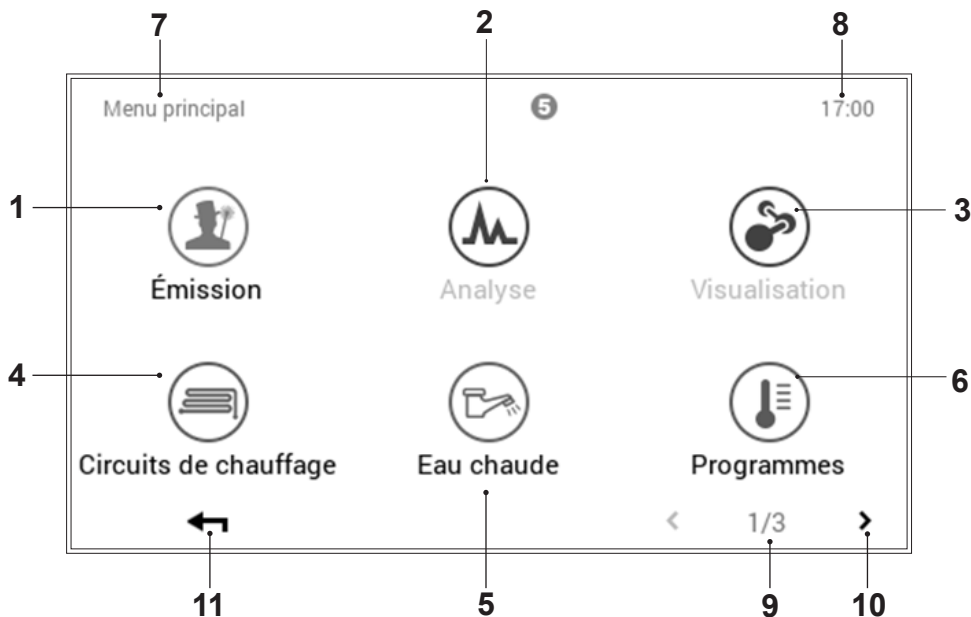 7 2 8
Menu principal 5 17:00
1 3
Émission Analyse Visualisation
4 6
Circuits de chauffage Eau chaude Programmes
< 1/3 >
11 5 9 10